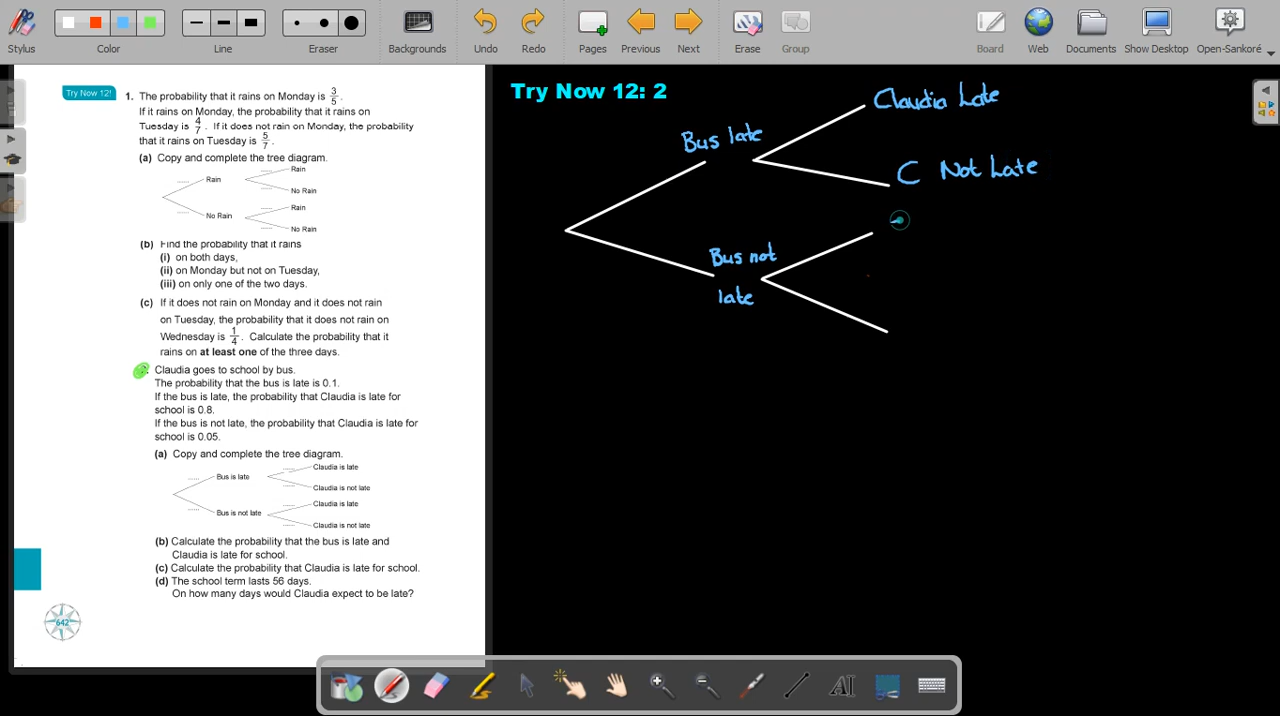 Stylus
Color
Line
Eraser
Backgrounds
Undo
Redo
Pages
Previous
Next
Erase
Group
Board
Web
Documents
Show Desktop
Open-Sankoré
Try Now 12!
1. The probability that it rains on Monday is 3/5.
If it rains on Monday, the probability that it rains on
Tuesday is 4/7. If it does not rain on Monday, the probability
that it rains on Tuesday is 5/7.
(a) Copy and complete the tree diagram.
...... Rain
...... Rain
...... No Rain
...... No Rain
...... Rain
...... No Rain
(b) Find the probability that it rains
(i) on both days,
(ii) on Monday but not on Tuesday,
(iii) on only one of the two days.
(c) If it does not rain on Monday and it does not rain
on Tuesday, the probability that it does not rain on
Wednesday is 1/4. Calculate the probability that it
rains on at least one of the three days.
Claudia goes to school by bus.
The probability that the bus is late is 0.1.
If the bus is late, the probability that Claudia is late for
school is 0.8.
If the bus is not late, the probability that Claudia is late for
school is 0.05.
(a) Copy and complete the tree diagram.
...... Bus is late
...... Claudia is late
...... Claudia is not late
...... Bus is not late
...... Claudia is late
...... Claudia is not late
(b) Calculate the probability that the bus is late and
Claudia is late for school.
(c) Calculate the probability that Claudia is late for school.
(d) The school term lasts 56 days.
On how many days would Claudia expect to be late?
642
Try Now 12: 2
Bus late
Claudia Late
C Not Late
Bus not
late
AI